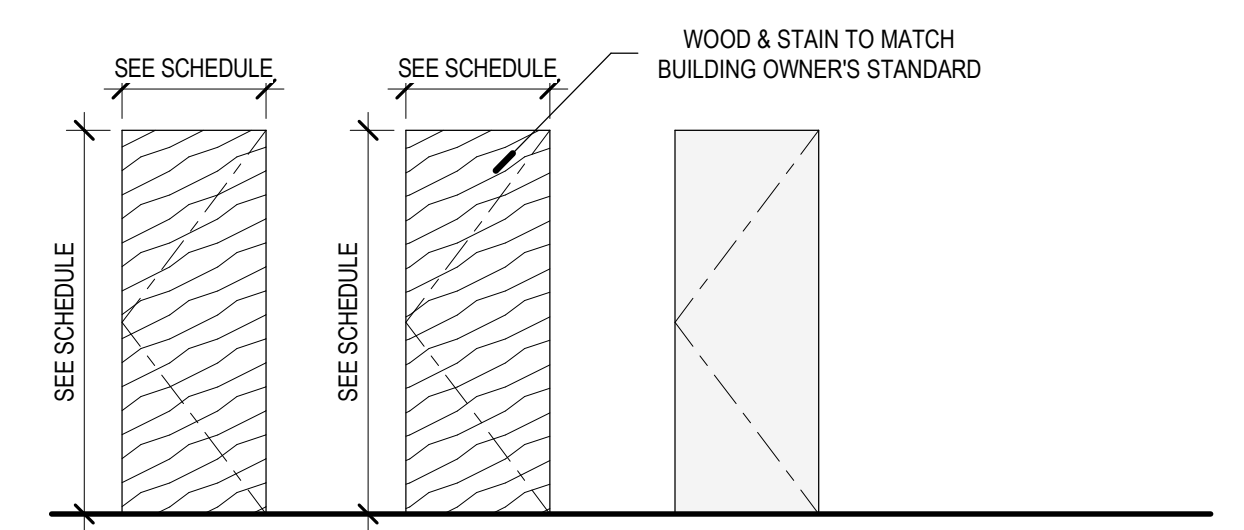 WOOD & STAIN TO MATCH
BUILDING OWNER'S STANDARD
SEE SCHEDULE
SEE SCHEDULE
SEE SCHEDULE
SEE SCHEDULE